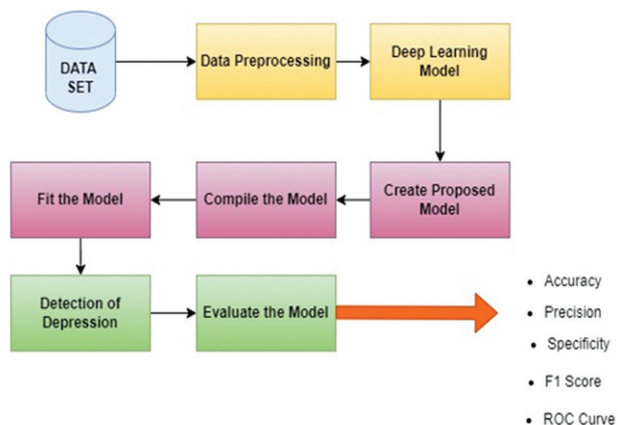 DATA
SET
Data Preprocessing
Deep Learning
Model
Fit the Model
Compile the Model
Create Proposed
Model
Detection of
Depression
Evaluate the Model
• Accuracy
• Precision
• Specificity
• F1 Score
• ROC Curve